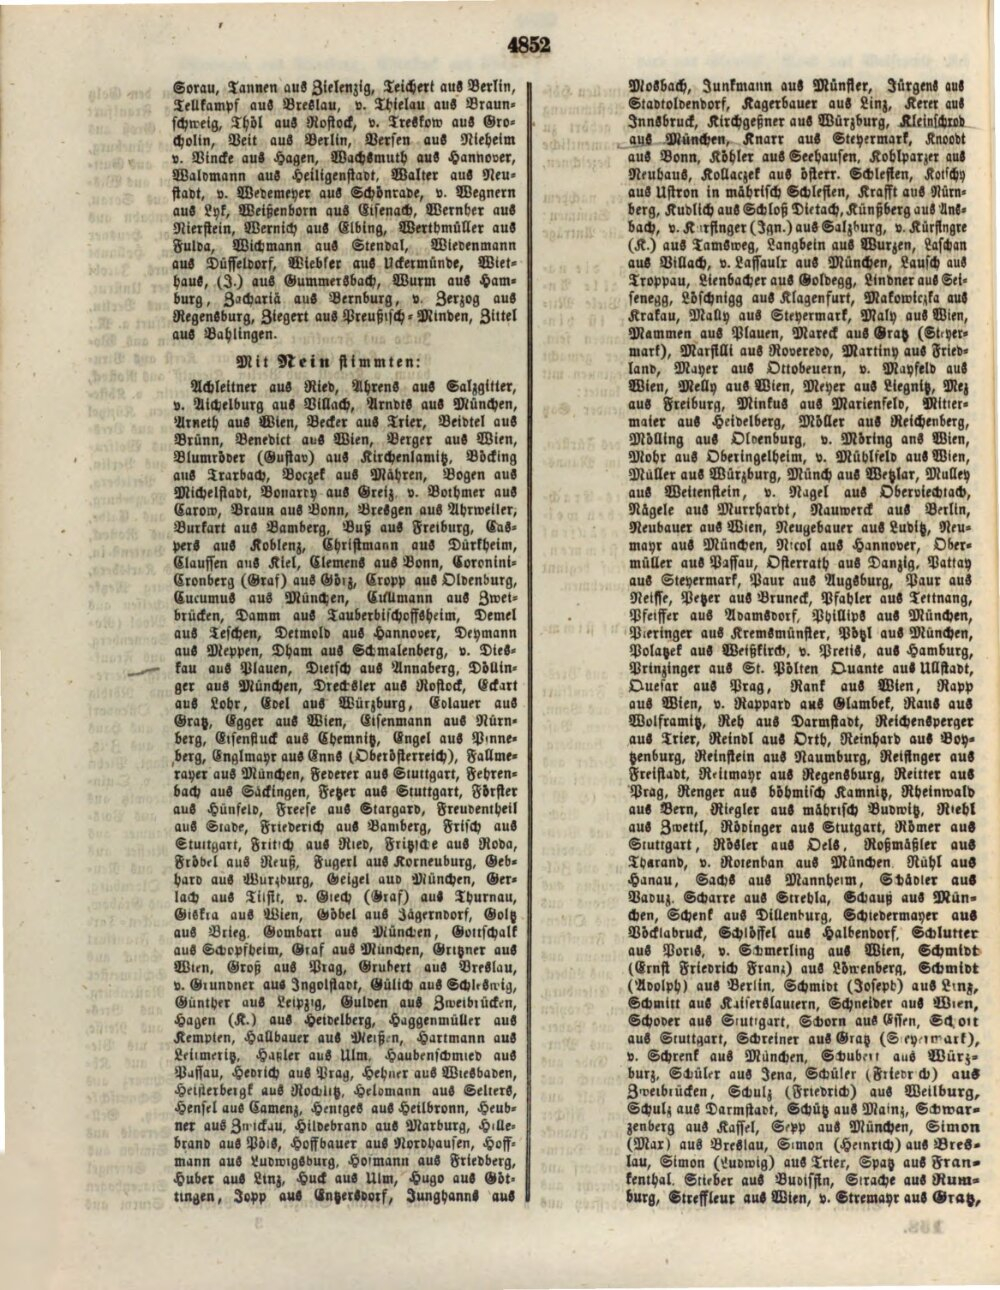 4852
Sorau, Tannen aus Zielenzig, Teichert aus Berlin,
Tellkampf aus Breslau, v. Thielau aus Braun-
schweig, Thöl aus Rostock, v. Treskow aus Gro-
cholin, Veit aus Berlin, Versen aus Nieheim
v. Vincke aus Hagen, Wachsmuth aus Hannover,
Waldmann aus Heiligenstadt, Walter aus Neu-
stadt, v. Wedemeyer aus Schönrade, v. Wegnern
aus Lyk, Weißenborn aus Eisenach, Wernher aus
Nierstein, Wernich aus Elbing, Werthmüller aus
Fulda, Wichmann aus Stendal, Wiedenmann
aus Düsseldorf, Wiebker aus Uckermünde, Wiet-
haus, (J.) aus Gummersbach, Wurm aus Ham-
burg, Zachariä aus Bernburg, v. Zerzog aus
Regensburg, Ziegert aus Preußisch-Minden, Zittel
aus Bahlingen.
Mit Nein stimmten:
Achleitner aus Ried, Ahrens aus Salzgitter,
v. Aichelburg aus Villach, Arndts aus München,
Arneth aus Wien, Becker aus Trier, Beidtel aus
Brünn, Benedict aus Wien, Berger aus Wien,
Blumröder (Gustav) aus Kirchenlamitz, Böcking
aus Trarbach, Boczek aus Mähren, Bogen aus
Michelstadt, Bonardy aus Greiz, v. Bothmer aus
Carow, Braun aus Bonn, Bresgen aus Ahrweiler,
Burkart aus Bamberg, Buß aus Freiburg, Cas-
pers aus Koblenz, Christmann aus Dürkheim,
Claussen aus Kiel, Clemens aus Bonn, Coronini-
Cronberg (Graf) aus Görz, Cropp aus Oldenburg,
Cucumus aus München, Cullmann aus Zwei-
brücken, Damm aus Tauberbischoffsheim, Demel
aus Teschen, Detmold aus Hannover, Deymann
aus Meppen, Dham aus Schmalenberg, v. Dies-
kau aus Plauen, Dietsch aus Annaberg, Döllin-
ger aus München, Drechsler aus Rostock, Eckart
aus Lohr, Edel aus Würzburg, Edlauer aus
Gratz, Egger aus Wien, Eisenmann aus Nürn-
berg, Eisenstuck aus Chemnitz, Engel aus Pinne-
berg, Englmayr aus Enns (Oberösterreich), Fallme-
rayer aus München, Federer aus Stuttgart, Fehren-
bach aus Säckingen, Fetzer aus Stuttgart, Förster
aus Hünfeld, Freese aus Stargard, Freudentheil
aus Stade, Friederich aus Bamberg, Frisch aus
Stuttgart, Fritsch aus Ried, Fritzsche aus Roda,
Fröbel aus Reuß, Fugerl aus Korneuburg, Geb-
hard aus Würzburg, Geigel aud München, Ger-
lach aus Tilsit, v. Giech (Graf) aus Thurnau,
Giskra aus Wien, Göbel aus Jägerndorf, Goltz
aus Brieg, Gombart aus München, Gottschalk
aus Schopfheim, Graf aus München, Gritzner aus
Wien, Groß aus Prag, Grubert aus Breslau,
v. Grundner aus Ingolstadt, Gülich aus Schleswig,
Günther aus Leipzig, Gulden aus Zweibrücken,
Hagen (K.) aus Heidelberg, Haggenmüller aus
Kempten, Hallbauer aus Meißen, Hartmann aus
Leitmeritz, Haßler aus Ulm, Haubenschmied aus
Passau, Hedrich aus Prag, Hehner aus Wiesbaden,
Heisterbergk aus Rochlitz, Heldmann aus Selters,
Hensel aus Camenz, Hentges aus Heilbronn, Heub-
ner aus Zwickau, Hildebrand aus Marburg, Hille-
brand aus Pöls, Hoffbauer aus Nordhausen, Hoff-
mann aus Ludwigsburg, Hofmann aus Friedberg,
Huber aus Linz, Huck aus Ulm, Hugo aus Göt-
tingen, Jopp aus Entzersdorf, Junghanns aus
Mosbach, Junkmann aus Münster, Jürgens aus
Stadtoldendorf, Kagerbauer aus Linz, Kerer aus
Innsbruck, Kirchgeßner aus Würzburg, Kleinschrod
aus München, Knarr aus Steyermark, Knoodt
aus Bonn, Köhler aus Seehausen, Kohlparzer aus
Neuhaus, Kollaczek aus österr. Schlesien, Kotschy
aus Ustron in mährisch Schlesien, Krafft aus Nürn-
berg, Kudlich aus Schloß Dietach, Künßberg aus Ans-
bach, v. Kürsinger (Ign.) aus Salzburg, v. Kürsingre
(K.) aus Tamsweg, Langbein aus Wurzen, Laschan
aus Villach, v. Lassaulx aus München, Lausch aus
Troppau, Lienbacher aus Goldegg, Lindner aus Sei-
senegg, Löschnigg aus Klagenfurt, Makowiczka aus
Krakau, Mally aus Steyermark, Maly aus Wien,
Mammen aus Plauen, Mareck aus Gratz (Steyer-
mark), Marsilli aus Roveredo, Martiny aus Fried-
land, Mayer aus Ottobeuern, v. Mayfeld aus
Wien, Melly aus Wien, Meyer aus Liegnitz, Mez
aus Freiburg, Minkus aus Marienfeld, Mitter-
maier aus Heidelberg, Möller aus Reichenberg,
Mölling aus Oldenburg, v. Möring ans Wien,
Mohr aus Oberingelheim, v. Mühlfeld aus Wien,
Müller aus Würzburg, Münch aus Wetzlar, Mulley
aus Weitenstein, v. Nagel aus Oberviechtach,
Nägele aus Murrhardt, Nauwerck aus Berlin,
Neubauer aus Wien, Neugebauer aus Luditz, Neu-
mayr aus München, Nicol aus Hannover, Ober-
müller aus Passau, Osterrath aus Danzig, Pattay
aus Steyermark, Paur aus Augsburg, Paur aus
Neisse, Petzer aus Bruneck, Pfahler aus Tettnang,
Pfeiffer aus Adamsdorf, Phillips aus München,
Pieringer aus Kremsmünster, Pötzl aus München,
Polatzek aus Weißkirch, v. Pretis, aus Hamburg,
Prinzinger aus St. Pölten Quante aus Ullstadt,
Quesar aus Prag, Rank aus Wien, Rapp
aus Wien, v. Rappard aus Glambek, Raus aus
Wolframitz, Reh aus Darmstadt, Reichensperger
aus Trier, Reindl aus Orth, Reinhard aus Boy-
tzenburg, Reinstein aus Naumburg, Reisinger aus
Freistadt, Reitmayr aus Regensburg, Reitter aus
Prag, Renger aus böhmisch Kamnitz, Rheinwald
aus Bern, Riegler aus mährisch Budwitz, Riehl
aus Zwettl, Rödinger aus Stutgart, Römer aus
Stuttgart, Rösler aus Oels, Roßmäßler aus
Tharand, v. Rotenhan aus München, Rühl aus
Hanau, Sachs aus Mannheim, Schädler aus
Vaduz, Scharre aus Strehla, Schauß aus Mün-
chen, Schenk aus Dillenburg, Schiedermayer aus
Vöcklabruck, Schlöffel aus Halbendorf, Schlutter
aus Poris, v. Schmerling aus Wien, Schmidt
(Ernst Friedrich Franz) aus Löwenberg, Schmidt
(Adolph) aus Berlin, Schmidt (Joseph) aus Linz,
Schmitt aus Kaiserslautern, Schneider aus Wien,
Schoder aus Stuttgart, Schorn aus Essen, Schott
aus Stuttgart, Schreiner aus Gratz (Steyermark),
v. Schrenk aus München, Schubert aus Würz-
burg, Schüler aus Jena, Schüler (Friedrich) aus
Zweibrücken, Schulz (Friedrich) aus Weilburg,
Schulz aus Darmstadt, Schütz aus Mainz, Schwar-
zenberg aus Kassel, Sepp aus München, Simon
(Max) aus Breslau, Simon (Heinrich) aus Bres-
lau, Simon (Ludwig) aus Trier, Spatz aus Fran-
kenthal, Stieber aus Budissin, Strache aus Rum-
burg, Streffleur aus Wien, v. Stremayr aus Gratz,